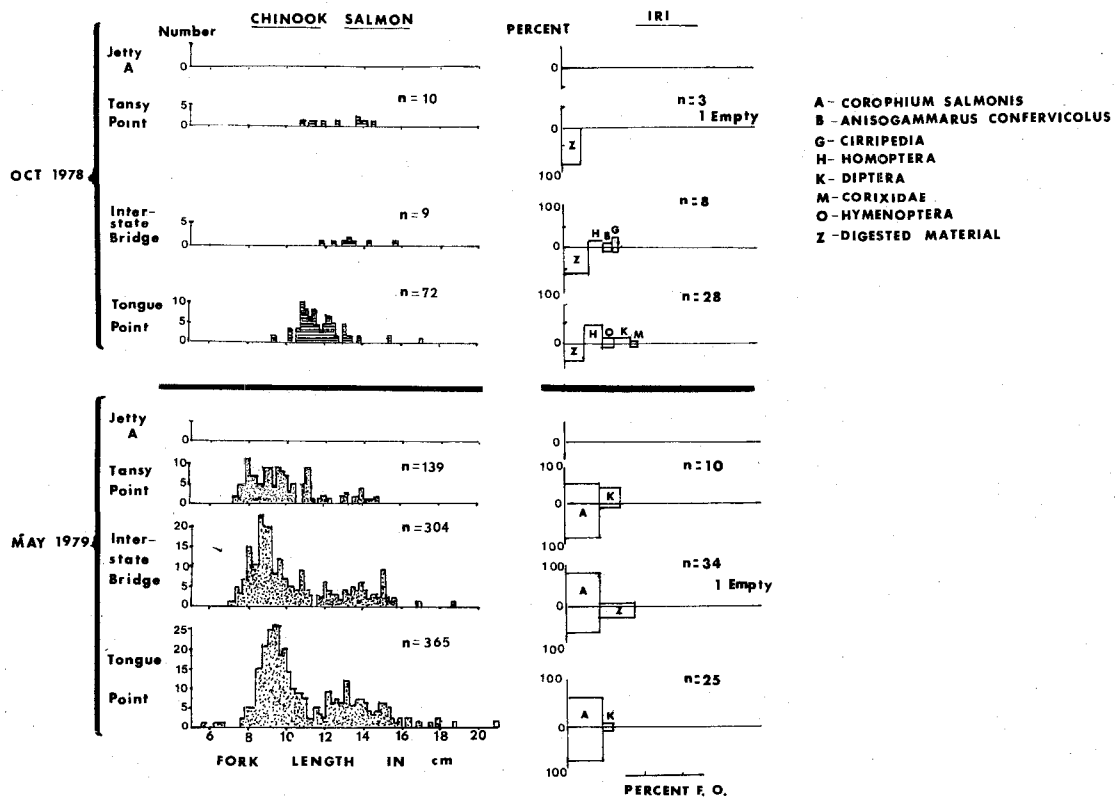 CHINOOK SALMON
IRI
Number
PERCENT
OCT 1978
Jetty
A
0
0
Tansy
Point
5
0
n = 10
n=3
1 Empty
0
Z
100
Inter-
state
Bridge
5
0
n=9
100
0
100
n=8
Z
H
B
G
Tongue
Point
10
5
0
n=72
100
0
100
n=28
Z
H
O
K
M
A - COROPHIUM SALMONIS
B - ANISOGAMMARUS CONFERVICOLUS
G - CIRRIPEDIA
H - HOMOPTERA
K - DIPTERA
M - CORIXIDAE
O - HYMENOPTERA
Z - DIGESTED MATERIAL
MAY 1979
Jetty
A
0
0
Tansy
Point
10
5
0
n=139
100
0
100
n=10
A
K
Inter-
state
Bridge
20
15
10
5
0
n=304
100
0
100
n=34
1 Empty
A
Z
Tongue
Point
25
20
15
10
5
0
n=365
100
0
100
n=25
A
K
6 8 10 12 14 16 18 20
FORK LENGTH IN cm
PERCENT F. O.